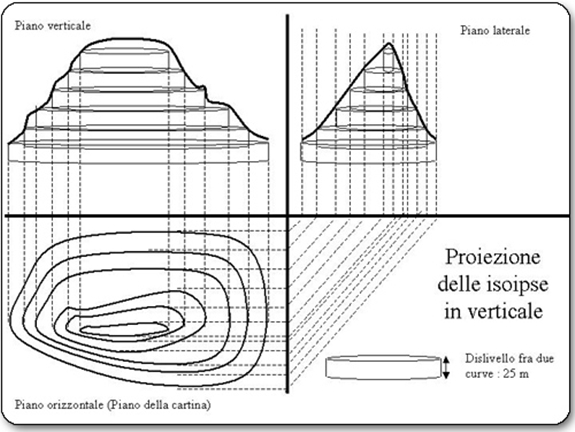 Piano verticale
Piano laterale
Proiezione
delle isoipse
in verticale
Dislivello fra due
curve : 25 m
Piano orizzontale (Piano della cartina)